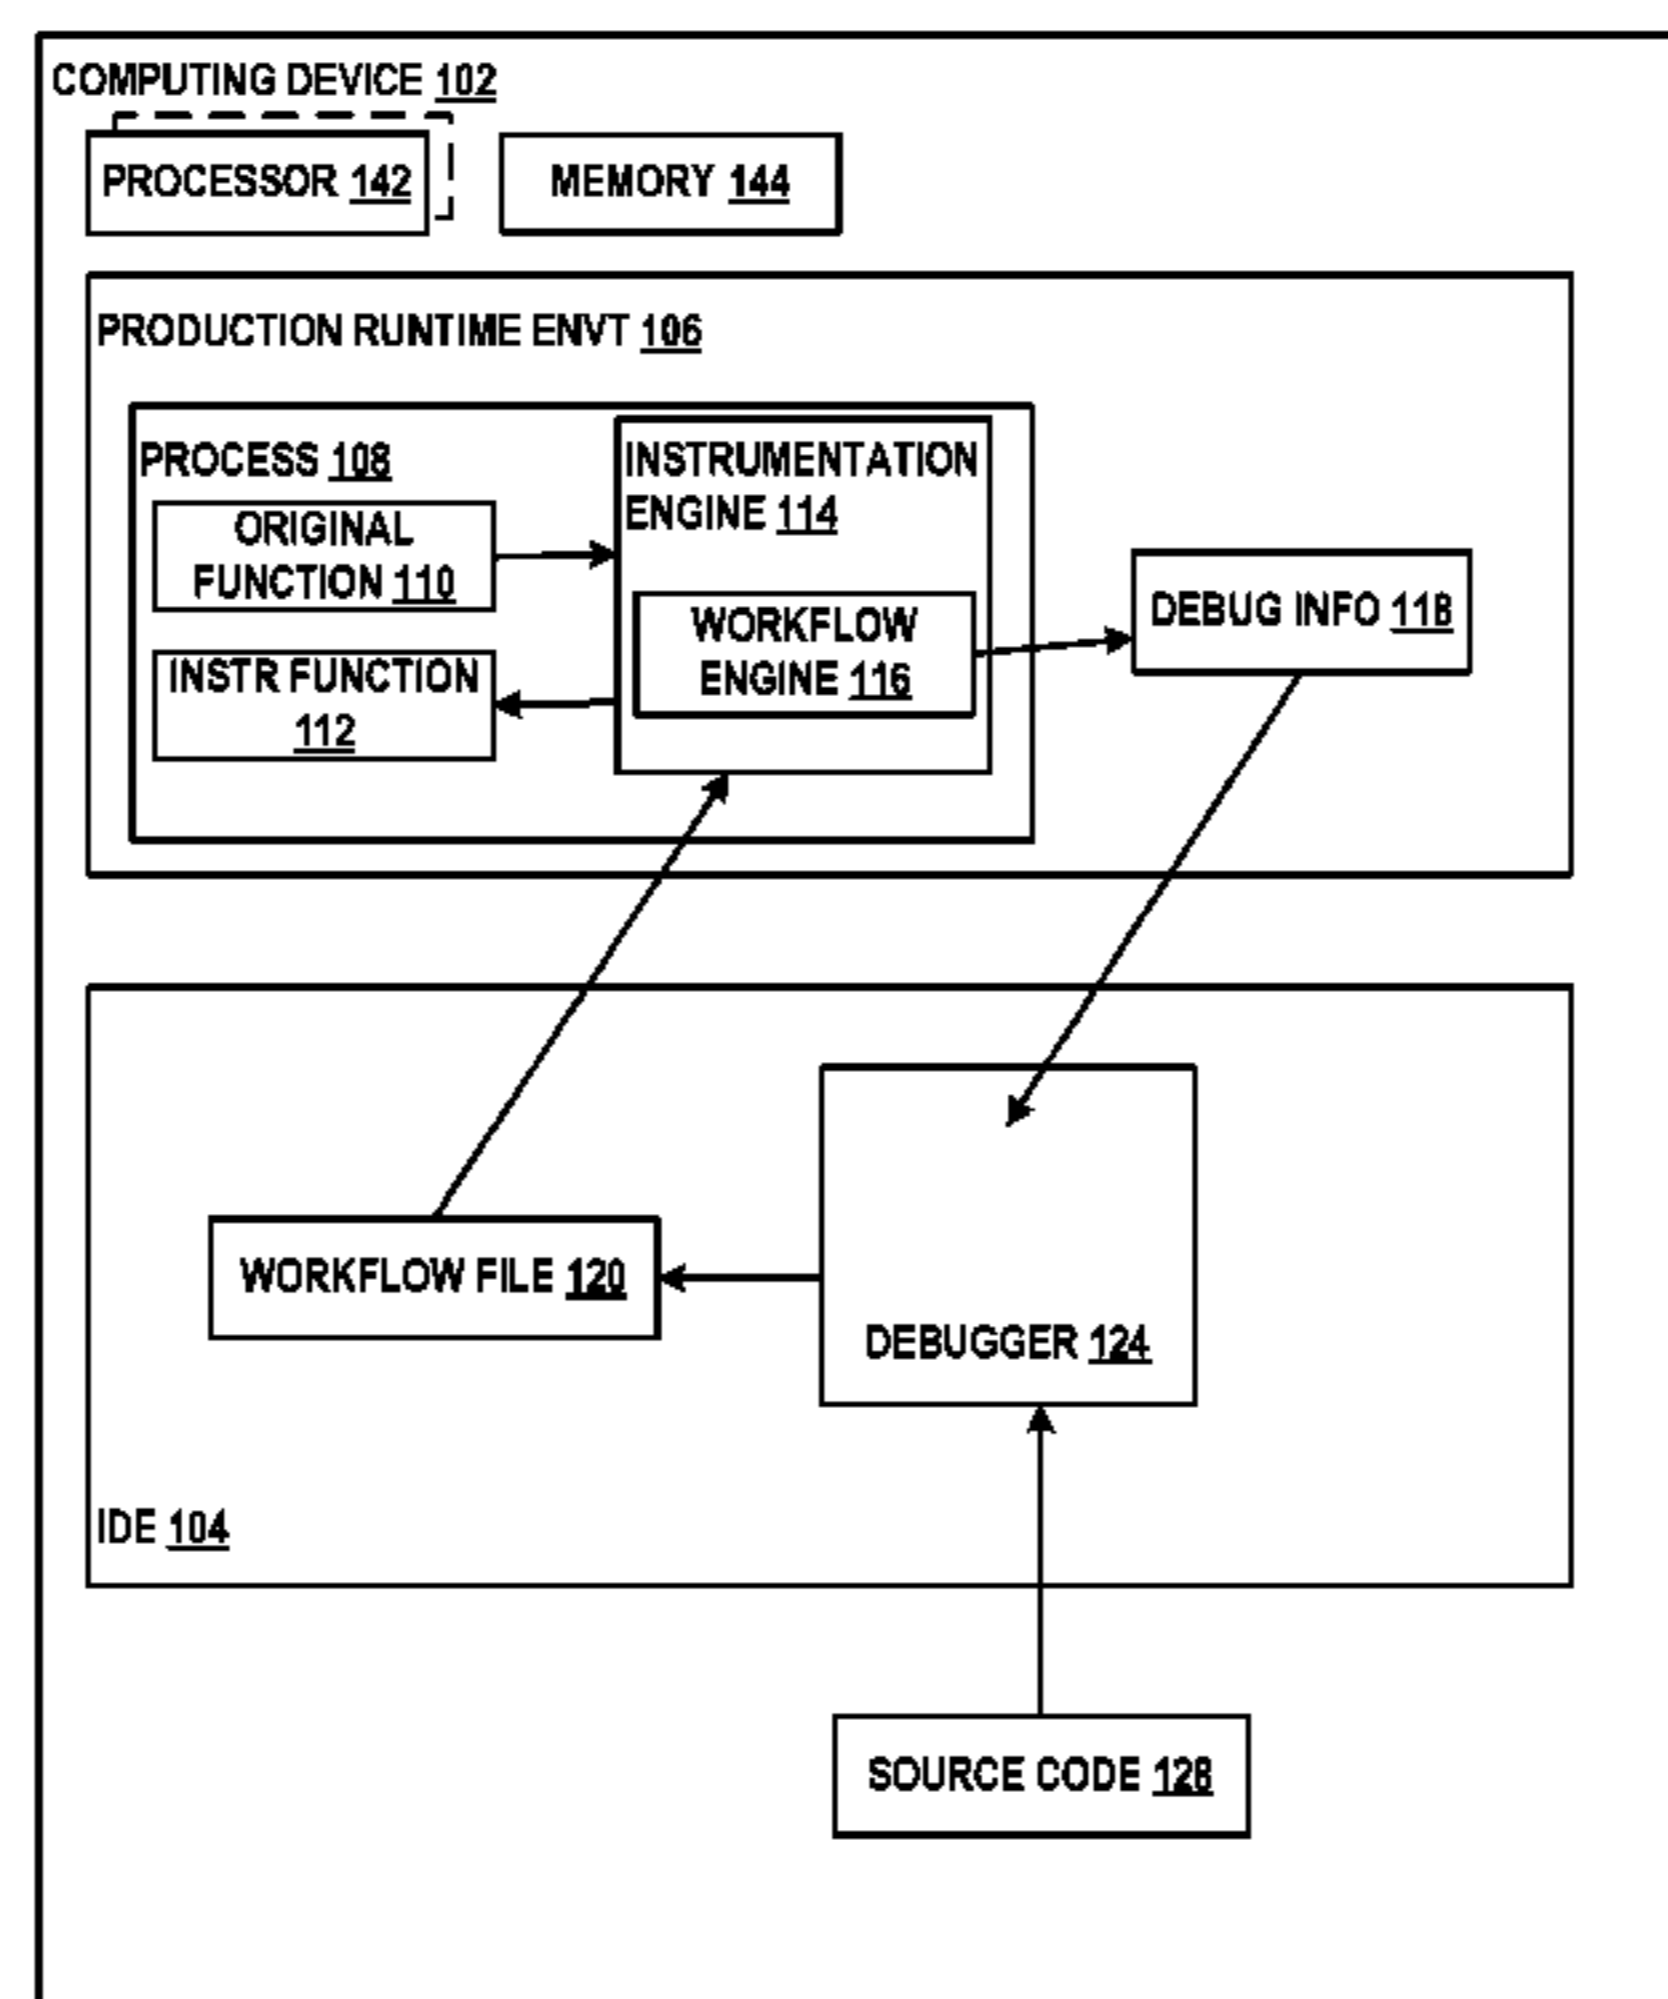 COMPUTING DEVICE 102
PROCESSOR 142
MEMORY 144
PRODUCTION RUNTIME ENVT 106
PROCESS 108
ORIGINAL
FUNCTION 110
INSTR FUNCTION
112
INSTRUMENTATION
ENGINE 114
WORKFLOW
ENGINE 116
DEBUG INFO 118
WORKFLOW FILE 120
DEBUGGER 124
IDE 104
SOURCE CODE 128